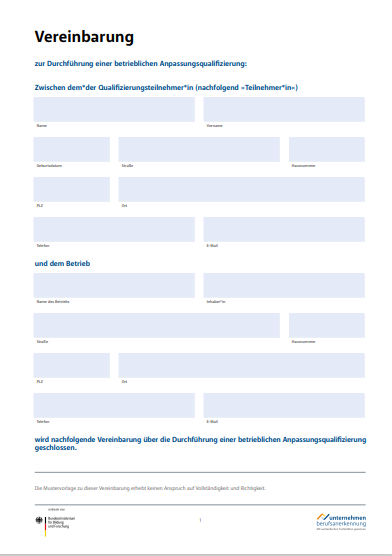 Vereinbarung
zur Durchführung einer betrieblichen Anpassungsqualifizierung:
Zwischen dem*der Qualifizierungsteilnehmer*in (nachfolgend »Teilnehmer*in«)
Name Vorname
Geburtsdatum Straße Hausnummer
PLZ Ort
Telefon E-Mail
und dem Betrieb
Name des Betriebs Inhaber*in
Straße Hausnummer
PLZ Ort
Telefon E-Mail
wird nachfolgende Vereinbarung über die Durchführung einer betrieblichen Anpassungsqualifizierung
geschlossen.
Die Mustervorlage zu dieser Vereinbarung erhebt keinen Anspruch auf Vollständigkeit und Richtigkeit.
Bundesministerium
für Bildung
und Forschung
1
unternehmen
berufsanerkennung